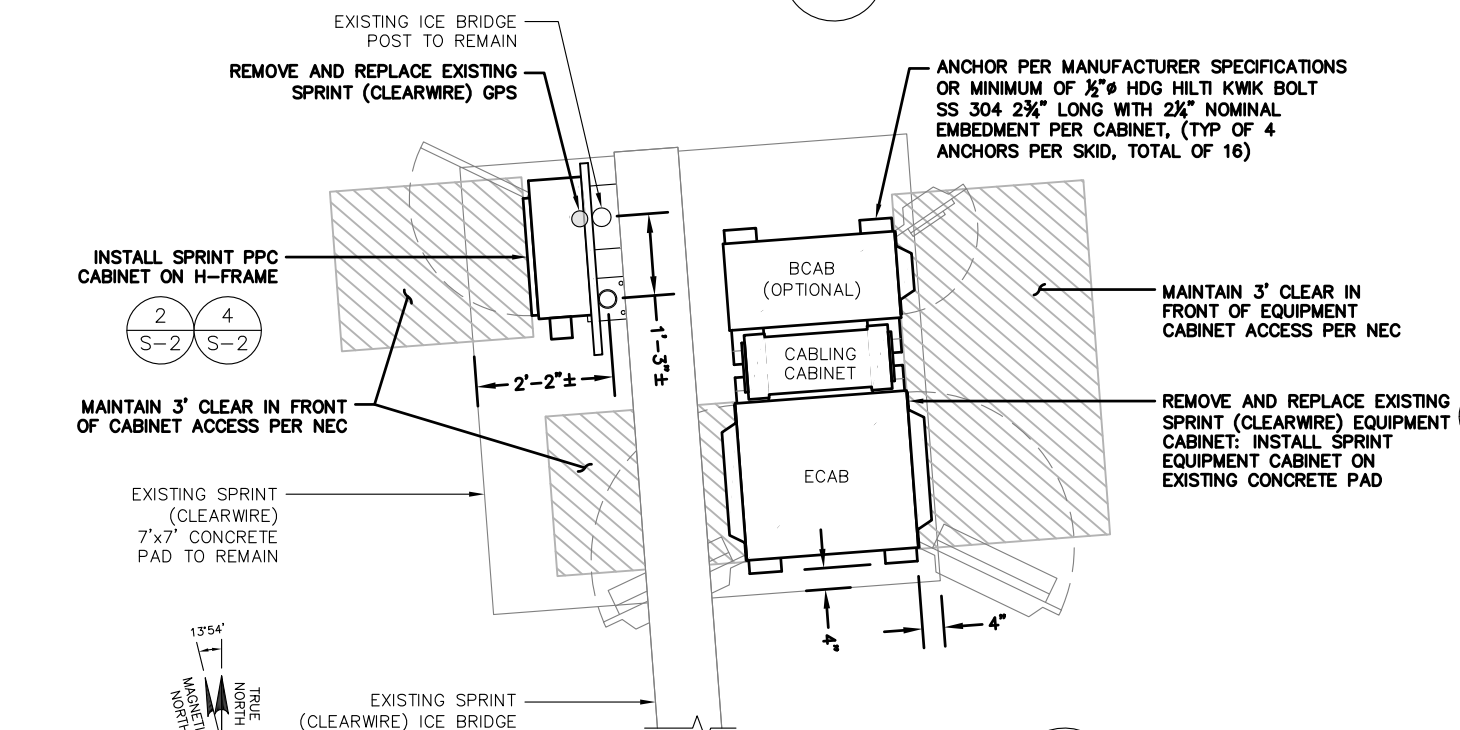 EXISTING ICE BRIDGE
POST TO REMAIN
REMOVE AND REPLACE EXISTING
SPRINT (CLEARWIRE) GPS
ANCHOR PER MANUFACTURER SPECIFICATIONS
OR MINIMUM OF ½"ø HDG HILTI KWIK BOLT
SS 304 2¾" LONG WITH 2¼" NOMINAL
EMBEDMENT PER CABINET, (TYP OF 4
ANCHORS PER SKID, TOTAL OF 16)
INSTALL SPRINT PPC
CABINET ON H-FRAME
2
S-2
4
S-2
BCAB
(OPTIONAL)
MAINTAIN 3' CLEAR IN
FRONT OF EQUIPMENT
CABINET ACCESS PER NEC
1'-3"±
CABLING
CABINET
2'-2"±
MAINTAIN 3' CLEAR IN FRONT
OF CABINET ACCESS PER NEC
REMOVE AND REPLACE EXISTING
SPRINT (CLEARWIRE) EQUIPMENT
CABINET: INSTALL SPRINT
EQUIPMENT CABINET ON
EXISTING CONCRETE PAD
ECAB
EXISTING SPRINT
(CLEARWIRE)
7'x7' CONCRETE
PAD TO REMAIN
4"
4"
13°54'
TRUE
NORTH
NORTH
EXISTING SPRINT
(CLEARWIRE) ICE BRIDGE